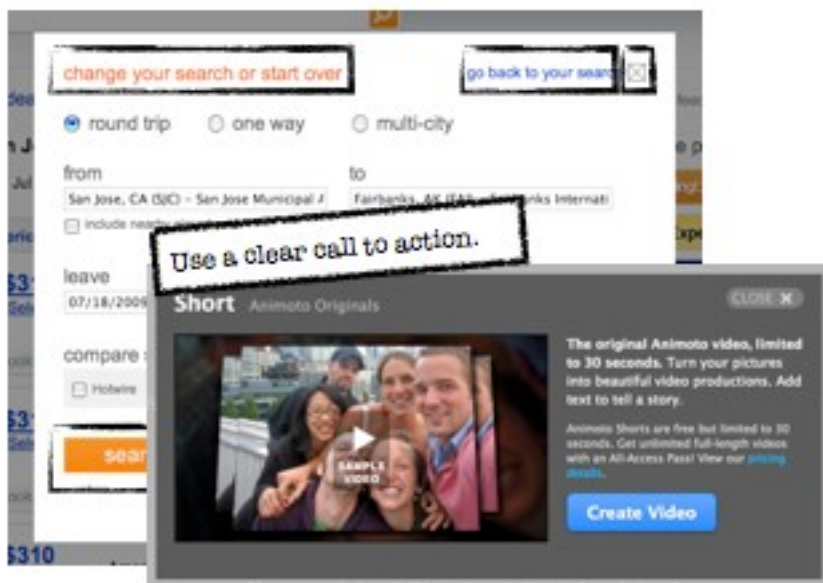 change your search or start over
go back to your sear
round trip
one way
multi-city
from
to
San Jose, CA (SJC) - San Jose Municipal A
Fairbanks, AK
Internati
include nearby
Use a clear call to action.
leave
07/18/2009
Short Animoto Originals
CLOSE X
compare
Hotwire
sear
SAMPLE
VIDEO
The original Animoto video, limited
to 30 seconds. Turn your pictures
into beautiful video productions. Add
text to tell a story.
Animoto Shorts are free but limited to 30
seconds. Get unlimited full-length videos
with an All-Access Pass! View our pricing
details.
Create Video
$310